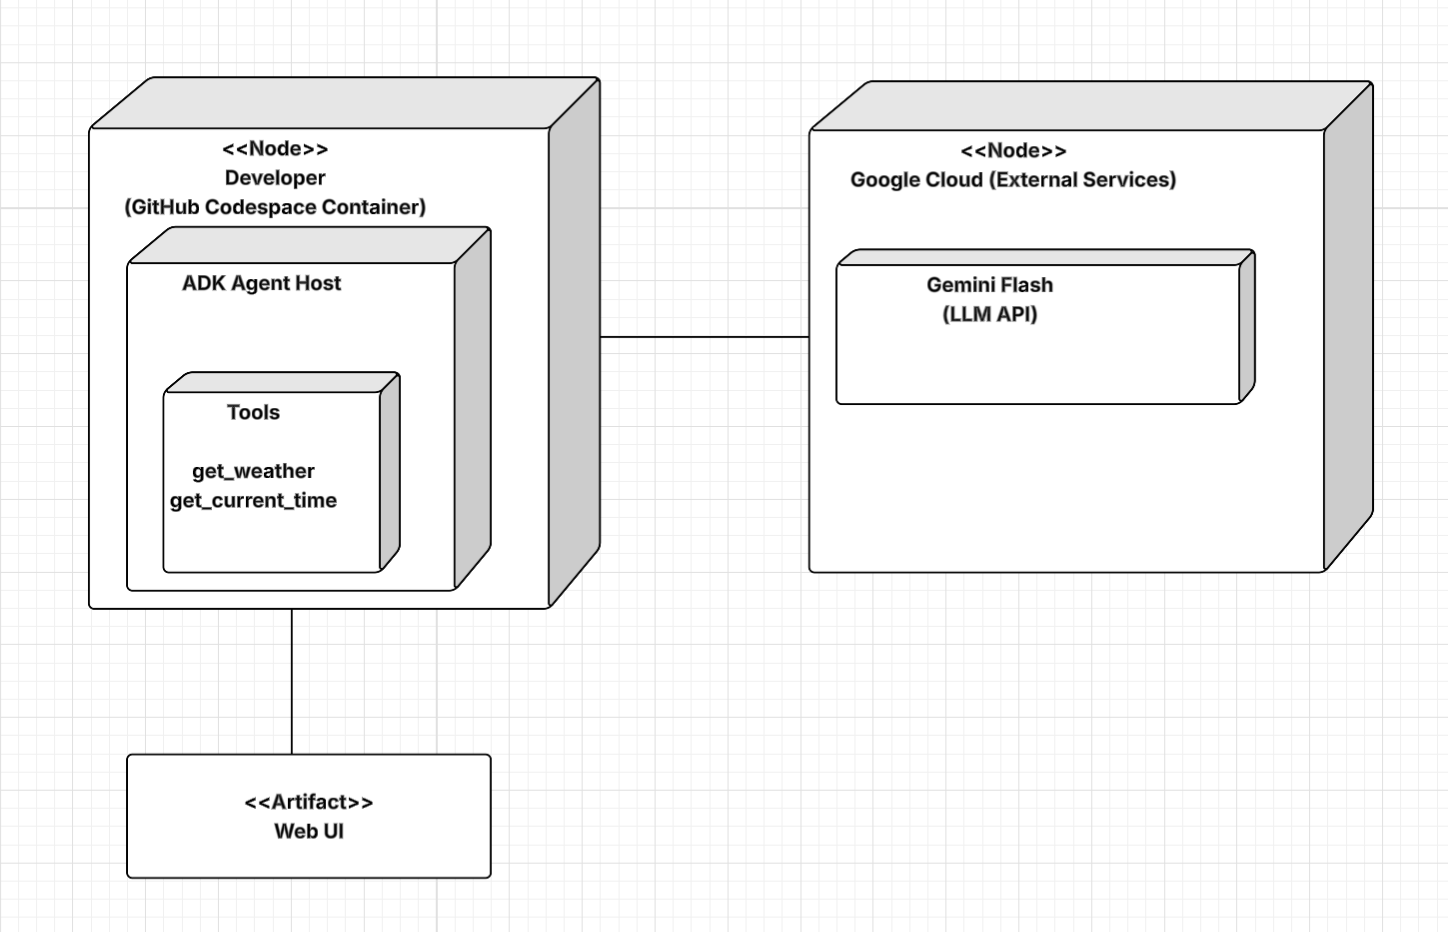 <<Node>>
Developer
(GitHub Codespace Container)
ADK Agent Host
Tools
get_weather
get_current_time
<<Node>>
Google Cloud (External Services)
Gemini Flash
(LLM API)
<<Artifact>>
Web UI